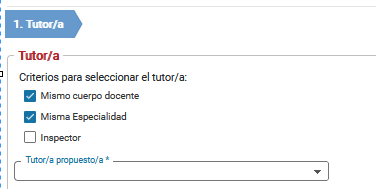 1. Tutor/a
Tutor/a
Criterios para seleccionar el tutor/a:
Mismo cuerpo docente
Misma Especialidad
Inspector
Tutor/a propuesto/a *